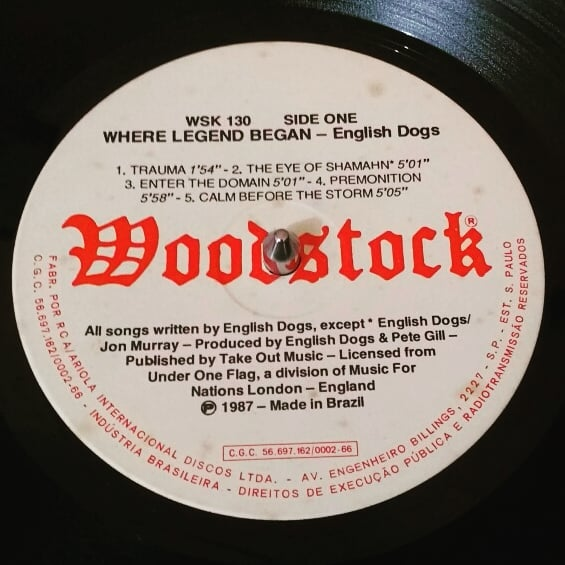 WSK 130 SIDE ONE
WHERE LEGEND BEGAN – English Dogs
1. TRAUMA 1'54" - 2. THE EYE OF SHAMAHN* 5'01"
3. ENTER THE DOMAIN 5'01" - 4. PREMONITION
5'58" - 5. CALM BEFORE THE STORM 5'05"
Woodstock®
All songs written by English Dogs, except * English Dogs/
Jon Murray – Produced by English Dogs & Pete Gill –
Published by Take Out Music – Licensed from
Under One Flag, a division of Music For
Nations London – England
℗ 1987 – Made in Brazil
C.G.C. 56.697.162/0002-66
FABR. POR RCA/ARIOLA INTERNACIONAL DISCOS LTDA. - AV. ENGENHEIRO BILLINGS, 2227 - S.P. - EST. S. PAULO
C.G.C. 56.697.162/0002-66 - INDÚSTRIA BRASILEIRA - DIREITOS DE EXECUÇÃO PÚBLICA E RADIOTRANSMISSÃO RESERVADOS